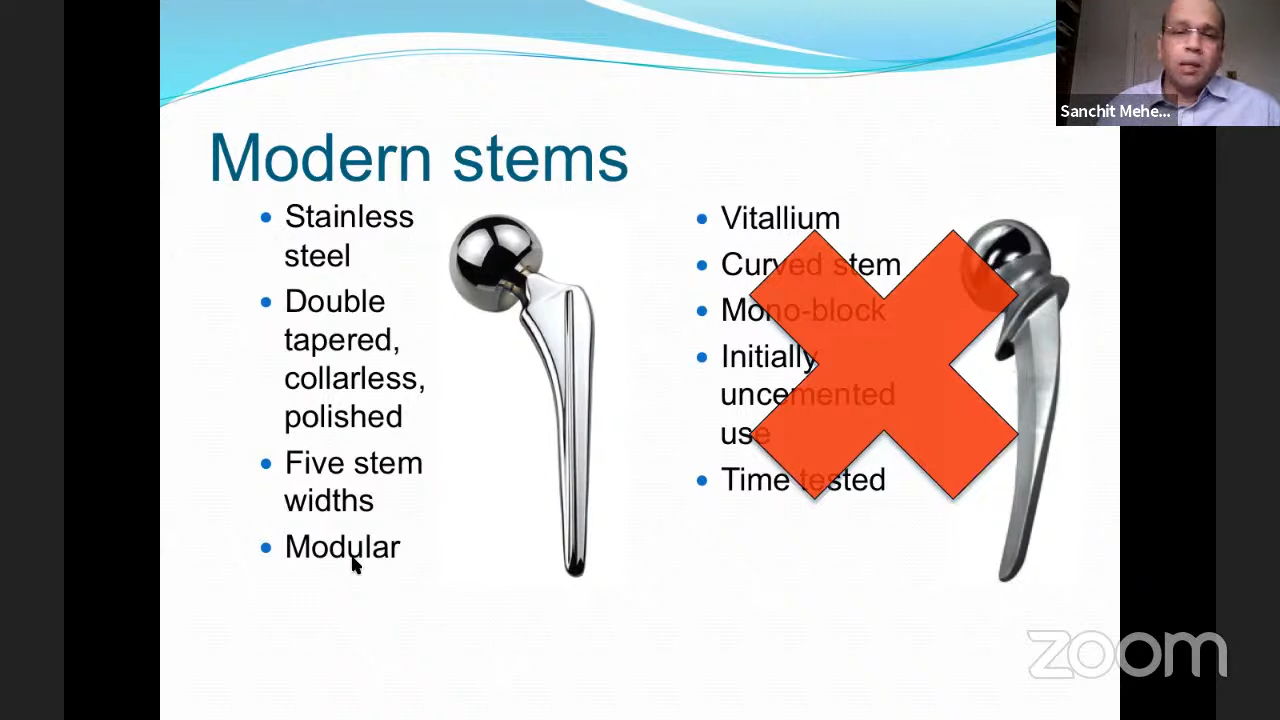 Sanchit Mehe...
Modern stems
Stainless
steel
Double
tapered,
collarless,
polished
Five stem
widths
Modular
Vitallium
Curved stem
Mono-block
Initially
uncemented
use
Time tested
zoom